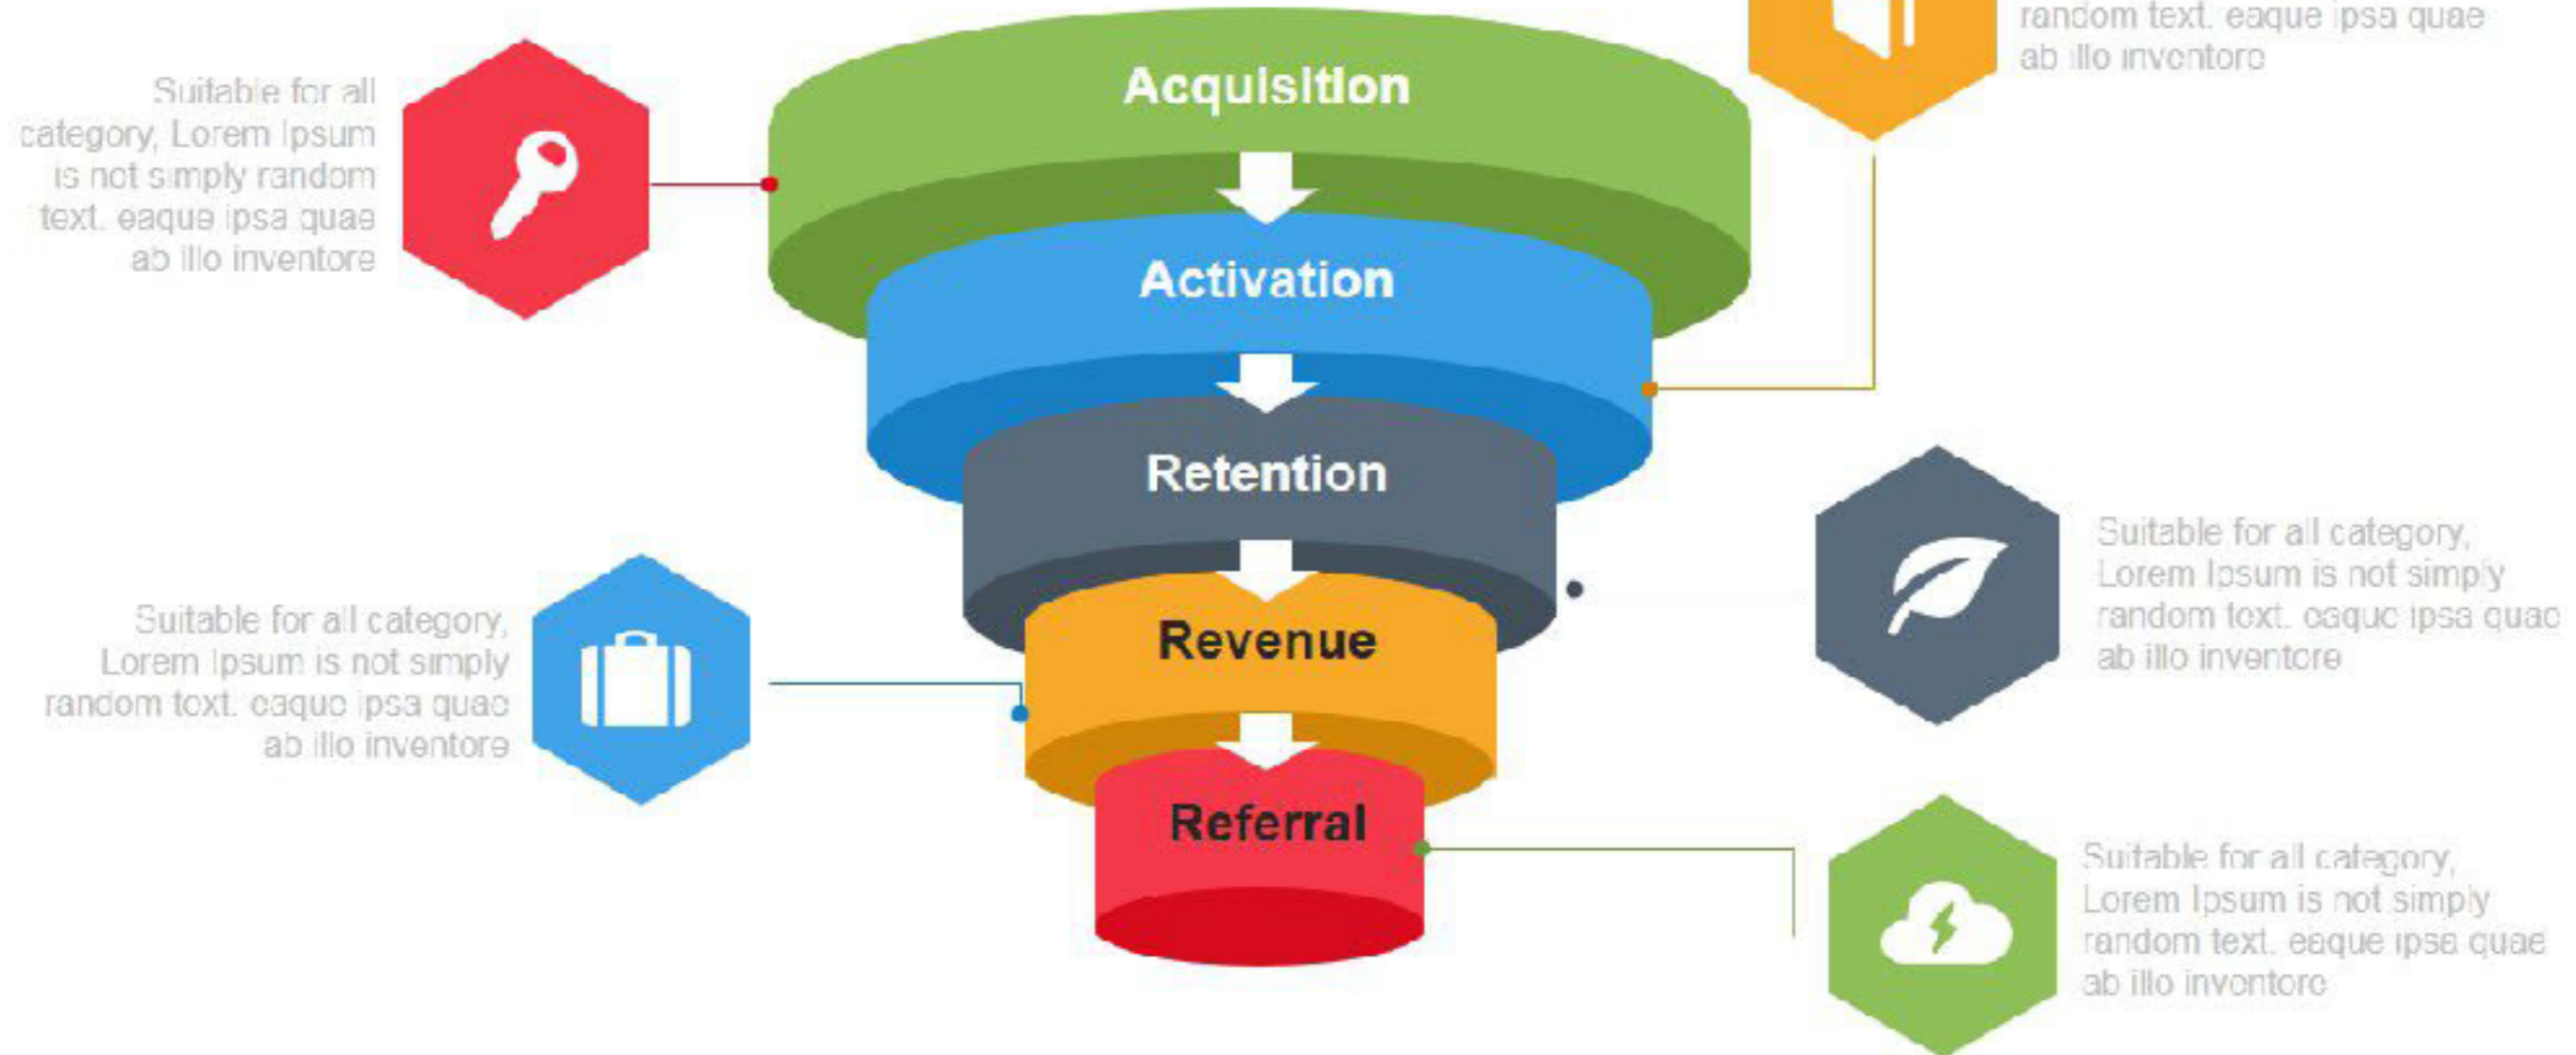 random text. eaque ipsa quae
ab illo inventore
Suitable for all
category, Lorem Ipsum
is not simply random
text. eaque ipsa quae
ab illo inventore
Acquisition
Activation
Retention
Revenue
Referral
Suitable for all category,
Lorem Ipsum is not simply
random text. eaque ipsa quae
ab illo inventore
Suitable for all category,
Lorem Ipsum is not simply
random text. eaque ipsa quae
ab illo inventore
Suitable for all category,
Lorem Ipsum is not simply
random text. eaque ipsa quae
ab illo inventore